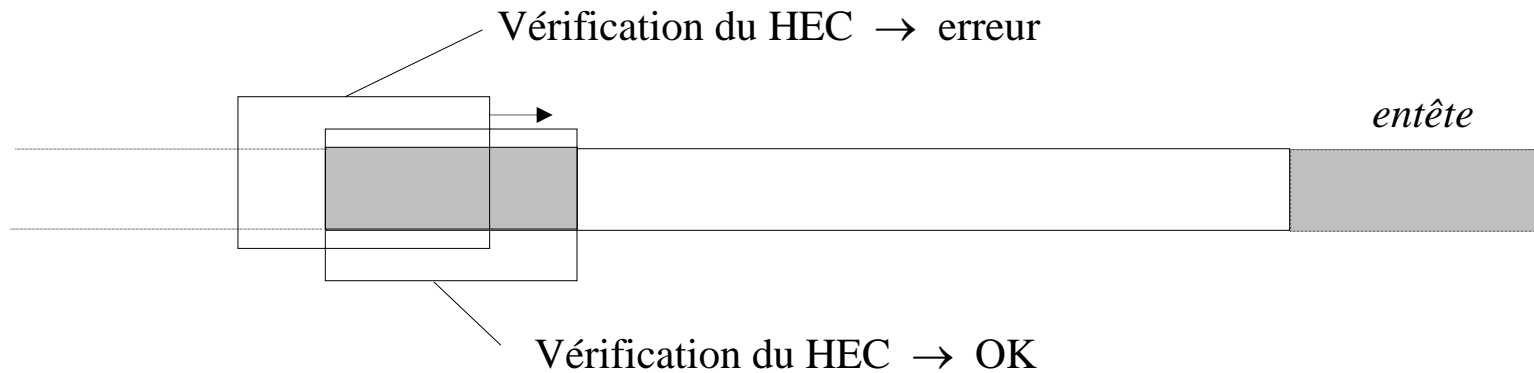 Vérification du HEC → erreur
entête
Vérification du HEC → OK